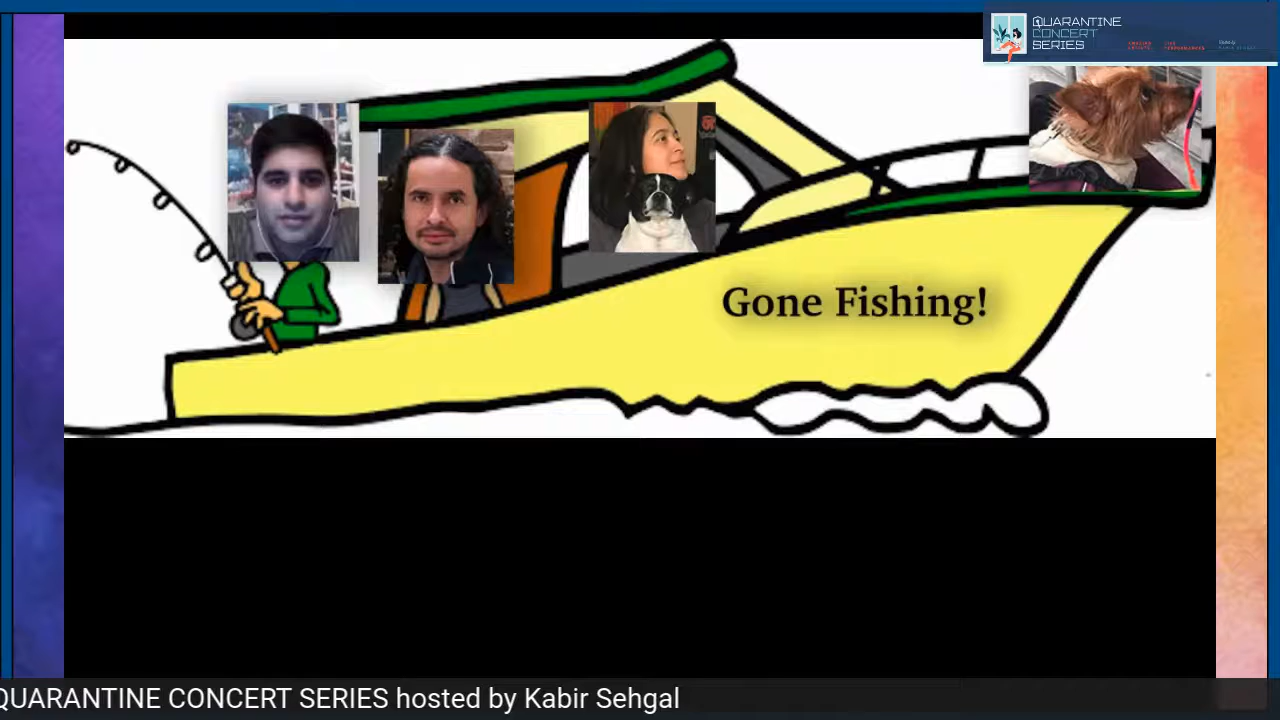 QUARANTINE
CONCERT
SERIES
Gone Fishing!
QUARANTINE CONCERT SERIES hosted by Kabir Sehgal